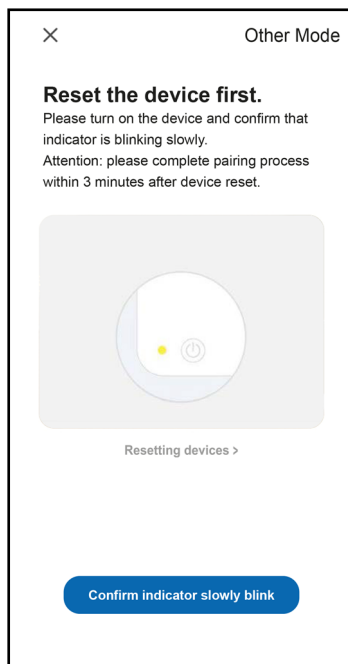 Other Mode
Reset the device first.
Please turn on the device and confirm that
indicator is blinking slowly.
Attention: please complete pairing process
within 3 minutes after device reset.
Resetting devices >
Confirm indicator slowly blink